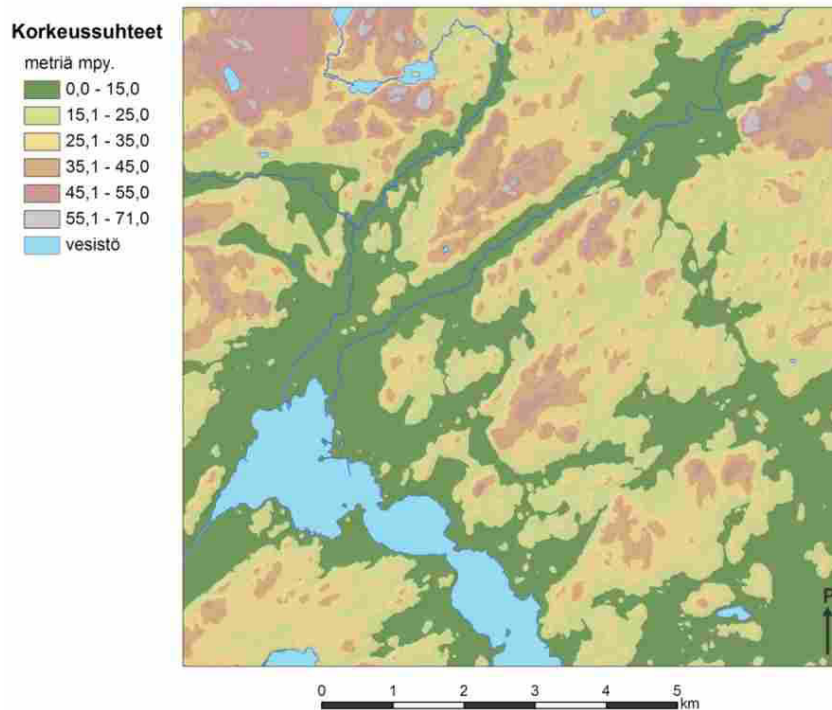 Korkeussuhteet
metriä mpy.
0,0 - 15,0
15,1 - 25,0
25,1 - 35,0
35,1 - 45,0
45,1 - 55,0
55,1 - 71,0
vesistö
P
0 1 2 3 4 5
km